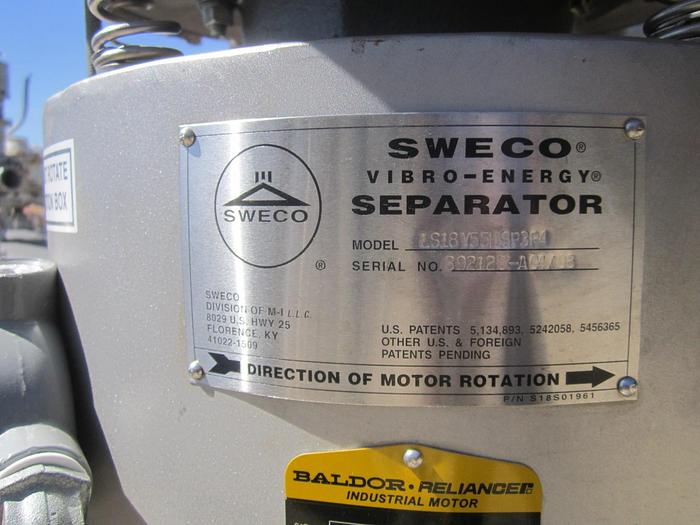 SWECO®
VIBRO-ENERGY®
SEPARATOR
SWECO
®
MODEL
SERIAL NO.
SWECO
DIVISION OF M-I L.L.C.
8029 U.S. HWY 25
FLORENCE, KY
41022-1509
U.S. PATENTS 5,134,893, 5242058, 5456365
OTHER U.S. & FOREIGN
PATENTS PENDING
DIRECTION OF MOTOR ROTATION
P/N S18S01961
ROTATE
BOX
BALDOR • RELIANCER
INDUSTRIAL MOTOR